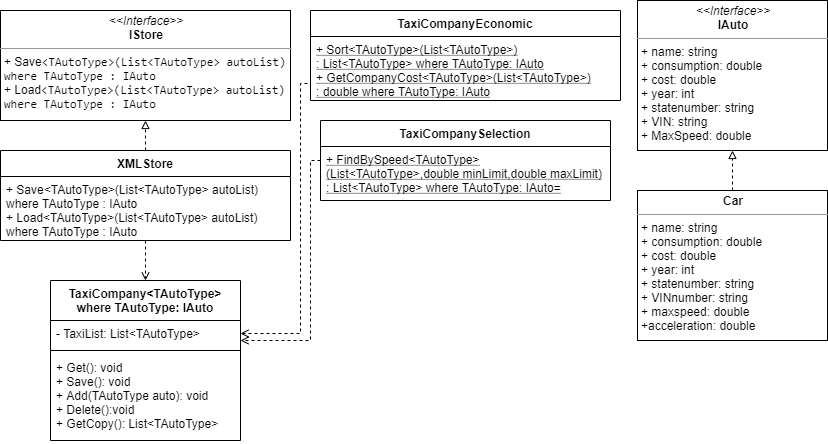 <<Interface>>
IStore
+ Save<TAutoType>(List<TAutoType> autoList)
where TAutoType : IAuto
+ Load<TAutoType>(List<TAutoType> autoList)
where TAutoType : IAuto
XMLStore
+ Save<TAutoType>(List<TAutoType> autoList)
where TAutoType : IAuto
+ Load<TAutoType>(List<TAutoType> autoList)
where TAutoType : IAuto
TaxiCompany<TAutoType>
where TAutoType: IAuto
- TaxiList: List<TAutoType>
+ Get(): void
+ Save(): void
+ Add(TAutoType auto): void
+ Delete():void
+ GetCopy(): List<TAutoType>
TaxiCompanyEconomic
+ Sort<TAutoType>(List<TAutoType>)
: List<TAutoType> where TAutoType: IAuto
+ GetCompanyCost<TAutoType>(List<TAutoType>)
: double where TAutoType: IAuto
TaxiCompanySelection
+ FindBySpeed<TAutoType>
(List<TAutoType>,double minLimit,double maxLimit)
: List<TAutoType> where TAutoType: IAuto=
<<Interface>>
IAuto
+ name: string
+ consumption: double
+ cost: double
+ year: int
+ statenumber: string
+ VIN: string
+ MaxSpeed: double
Car
+ name: string
+ consumption: double
+ cost: double
+ year: int
+ statenumber: string
+ VINnumber: string
+ maxspeed: double
+acceleration: double